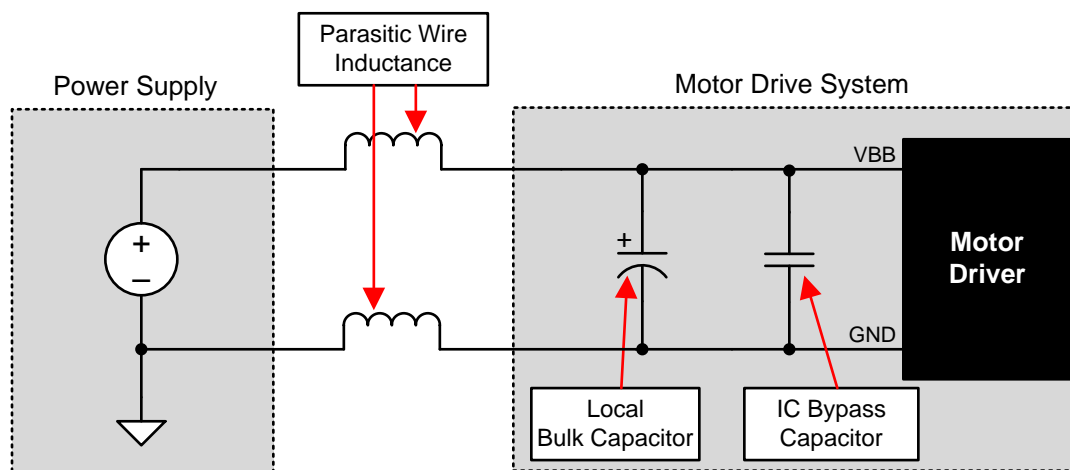 Parasitic Wire
Inductance
Power Supply
Motor Drive System
VBB
+
–
+
Motor
Driver
GND
Local
Bulk Capacitor
IC Bypass
Capacitor